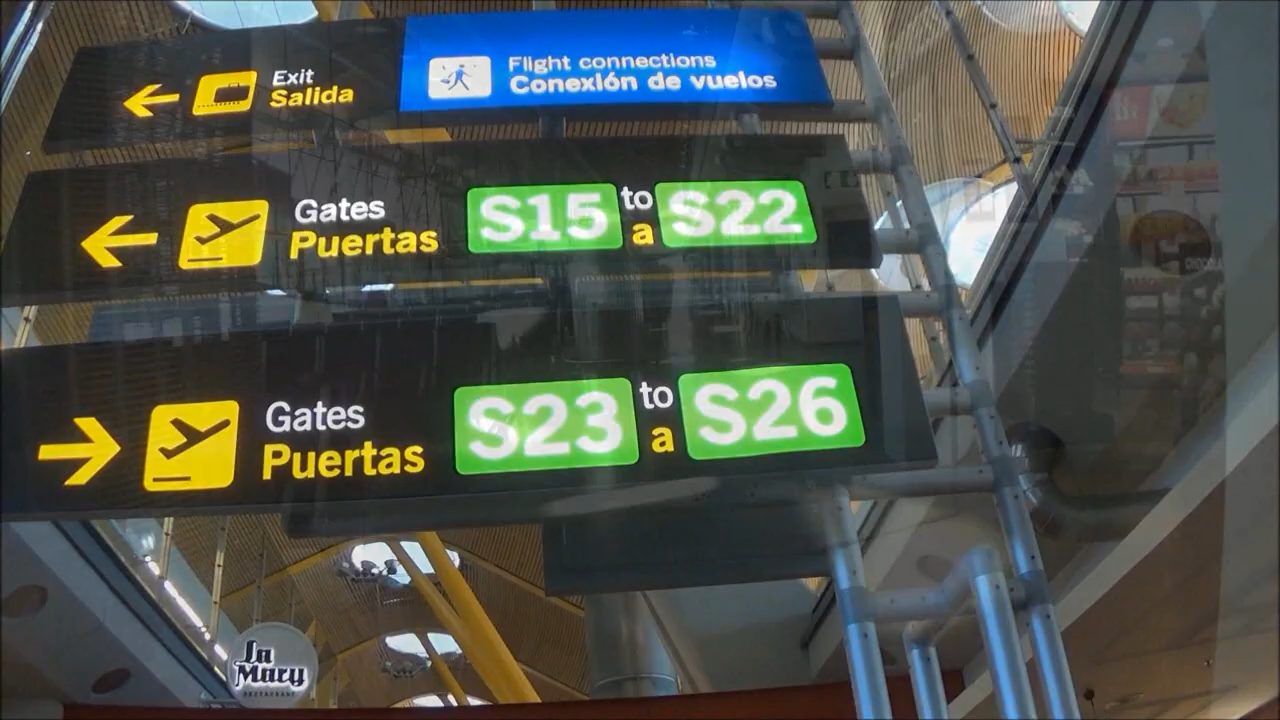 Exit
Salida
Flight connections
Conexión de vuelos
Gates
Puertas
S15 to
a S22
Gates
Puertas
S23 to
a S26
La
Mary
RESTAURANT